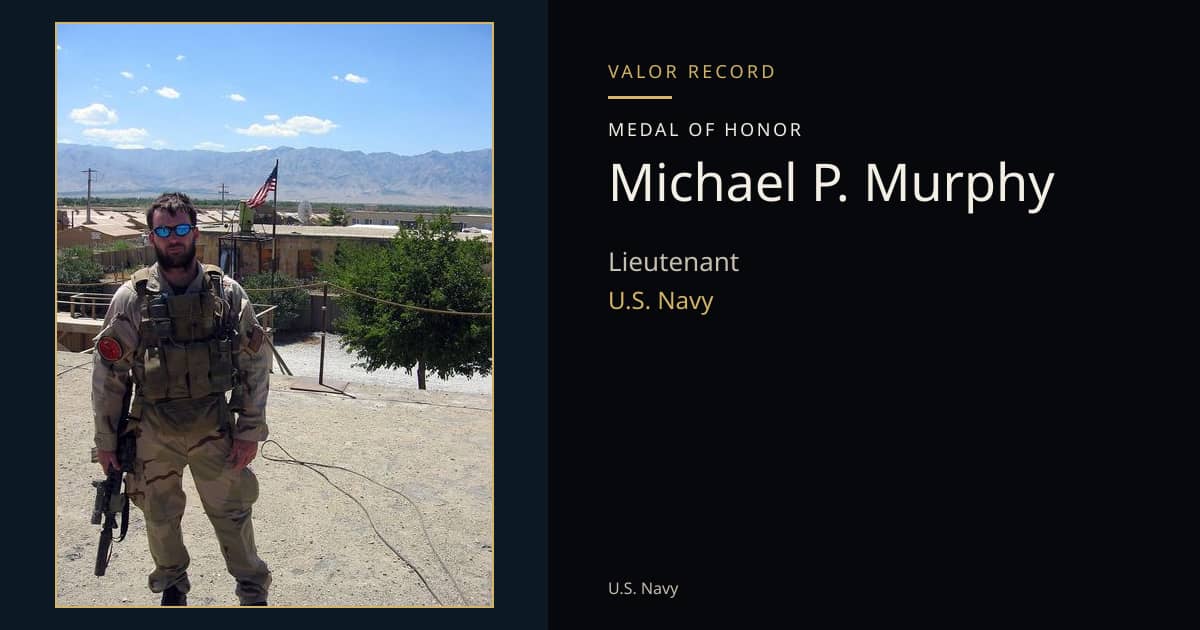 VALOR RECORD
MEDAL OF HONOR
Michael P. Murphy
Lieutenant
U.S. Navy
U.S. Navy